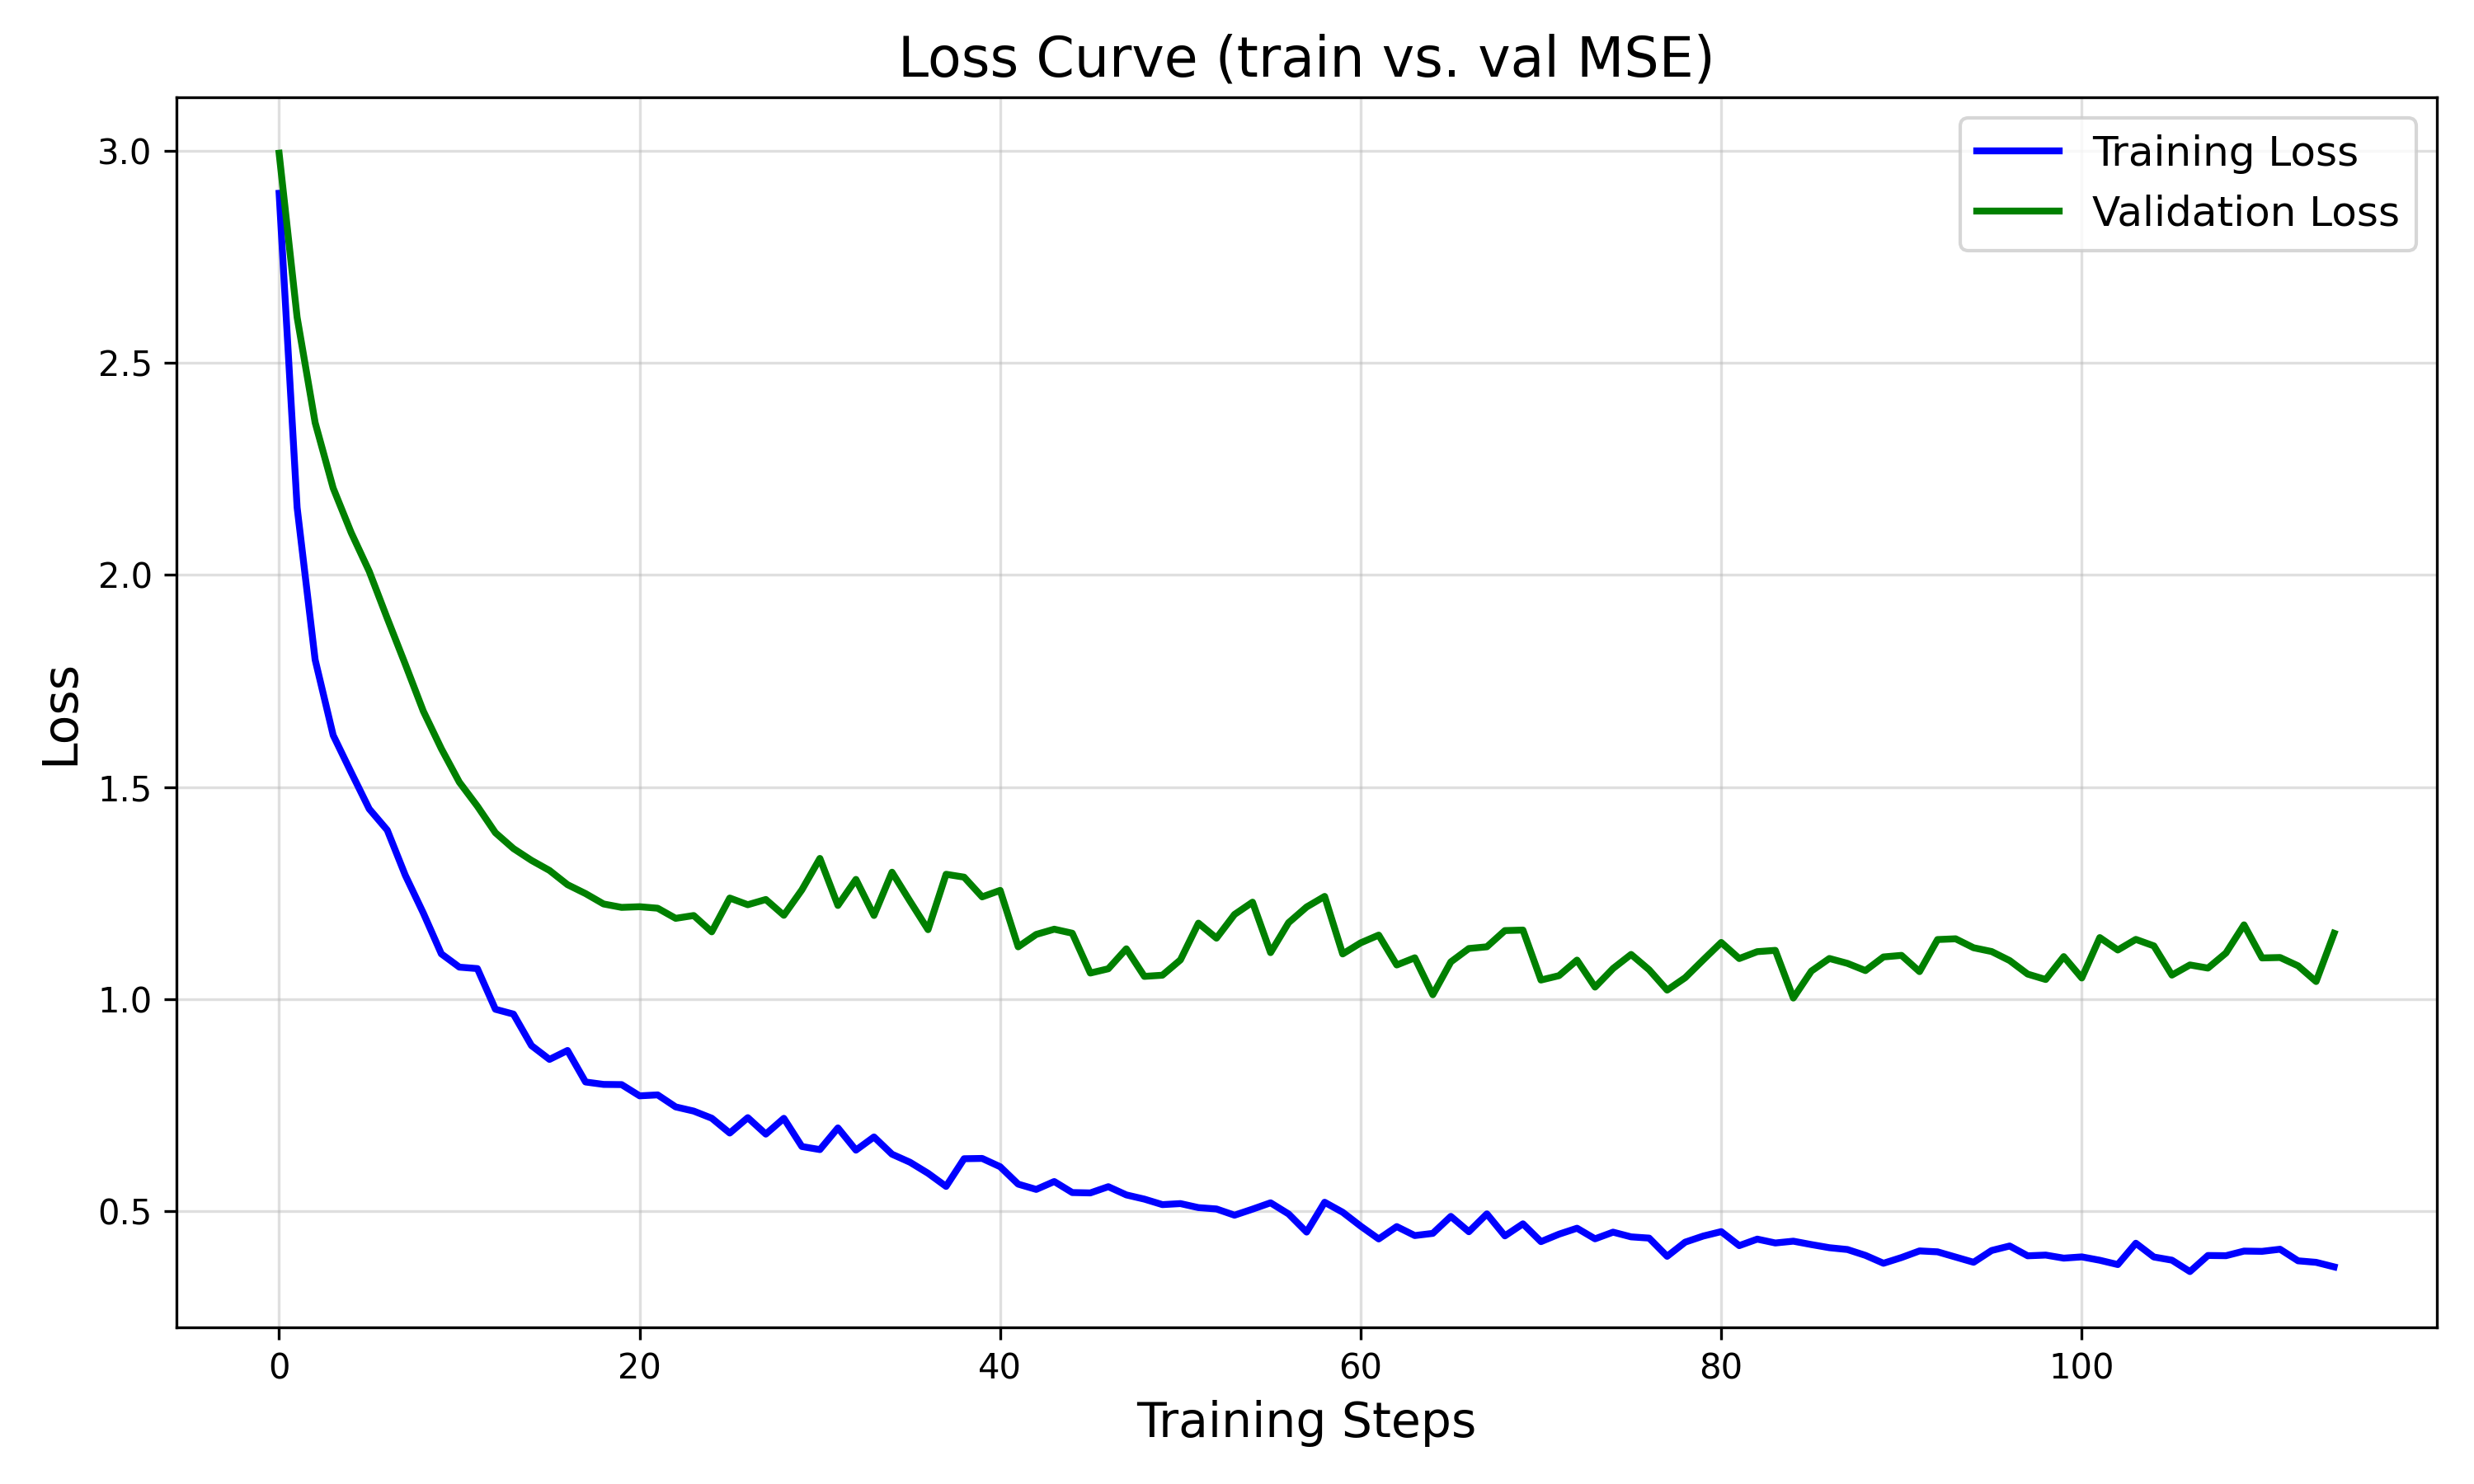 Loss Curve (train vs. val MSE)
Training Loss
Validation Loss
3.0
2.5
2.0
1.5
1.0
0.5
Loss
0 20 40 60 80 100
Training Steps